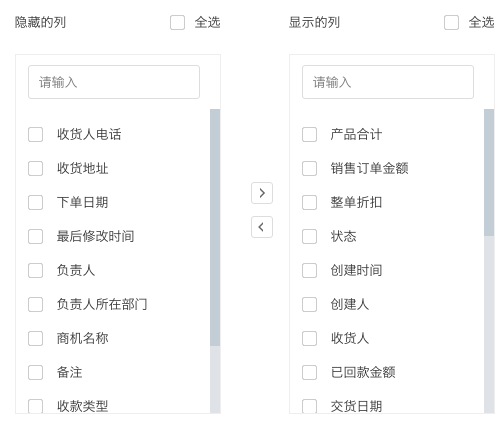 隐藏的列
全选
请输入
收货人电话
收货地址
下单日期
最后修改时间
负责人
负责人所在部门
商机名称
备注
收款类型
显示的列
全选
请输入
产品合计
销售订单金额
整单折扣
状态
创建时间
创建人
收货人
已回款金额
交货日期